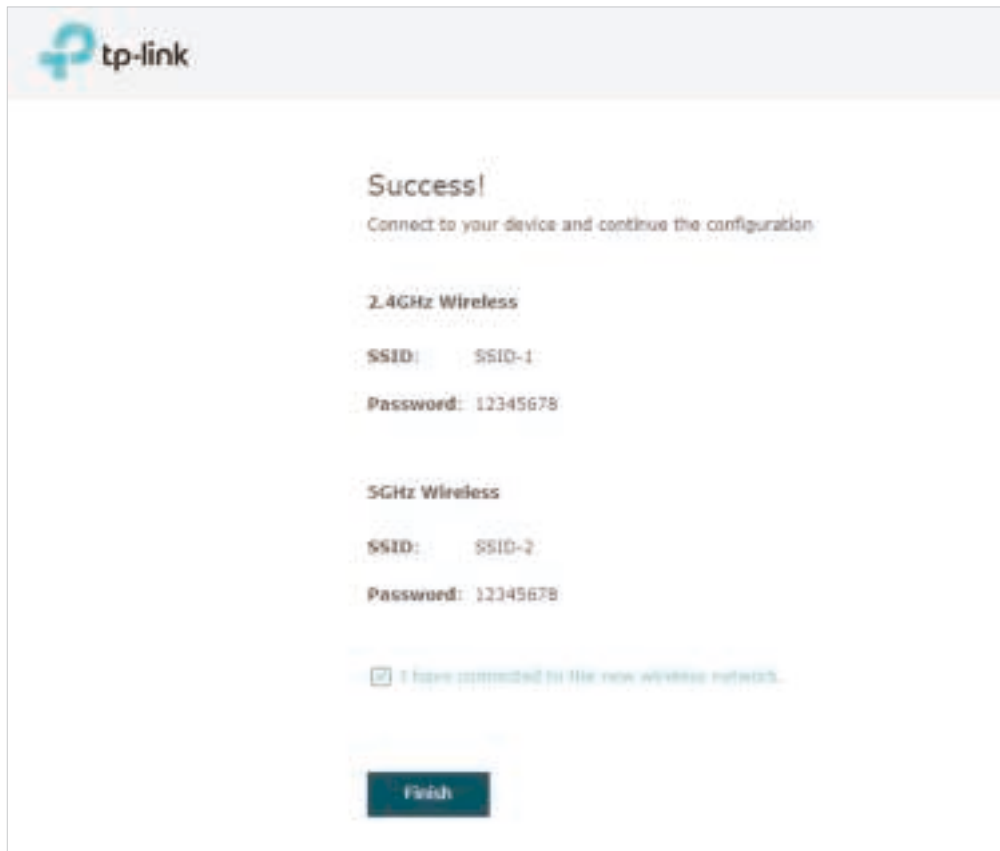 tp-link
Success!
Connect to your device and continue the configuration
2.4GHz Wireless
SSID: SSID-1
Password: 12345678
5GHz Wireless
SSID: SSID-2
Password: 12345678
I have connected to the new wireless network.
Finish